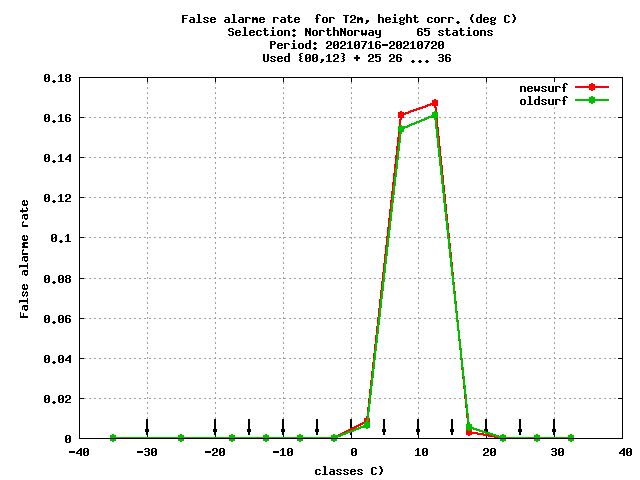 False alarme rate  for T2m, height corr. (deg C)
Selection: NorthNorway     65 stations
Period: 20210716-20210720
Used {00,12} + 25 26 ... 36
newsurf
oldsurf
0.18
0.16
0.14
0.12
0.1
0.08
0.06
0.04
0.02
0
False alarme rate
-40 -30 -20 -10 0 10 20 30 40
classes C)